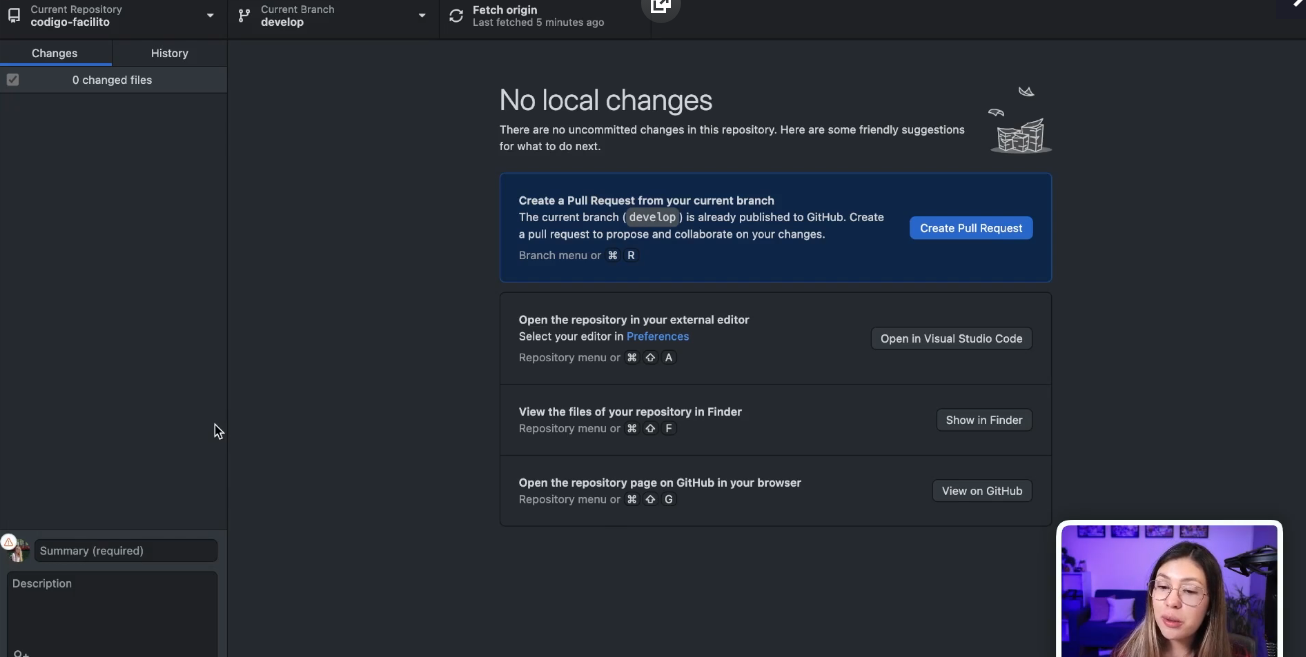 Current Repository
codigo-facilito
Current Branch
develop
Fetch origin
Last fetched 5 minutes ago
Changes
History
0 changed files
No local changes
There are no uncommitted changes in this repository. Here are some friendly suggestions
for what to do next.
Create a Pull Request from your current branch
The current branch (develop) is already published to GitHub. Create
a pull request to propose and collaborate on your changes.
Branch menu or ⌘ R
Create Pull Request
Open the repository in your external editor
Select your editor in Preferences
Repository menu or ⌘ ⇧ A
Open in Visual Studio Code
View the files of your repository in Finder
Repository menu or ⌘ ⇧ F
Show in Finder
Open the repository page on GitHub in your browser
Repository menu or ⌘ ⇧ G
View on GitHub
Summary (required)
Description